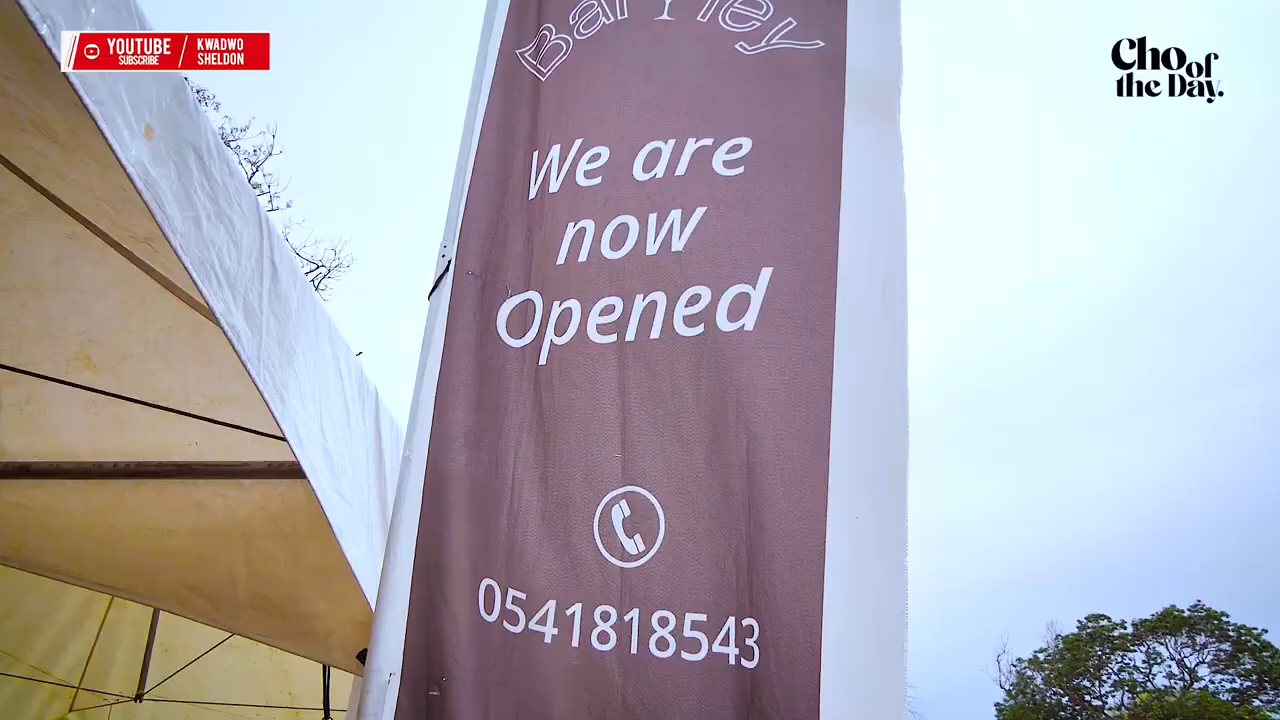 YOUTUBE
SUBSCRIBE
KWADWO
SHELDON
Cho of
the Day.
We are
now
Opened
0541818543